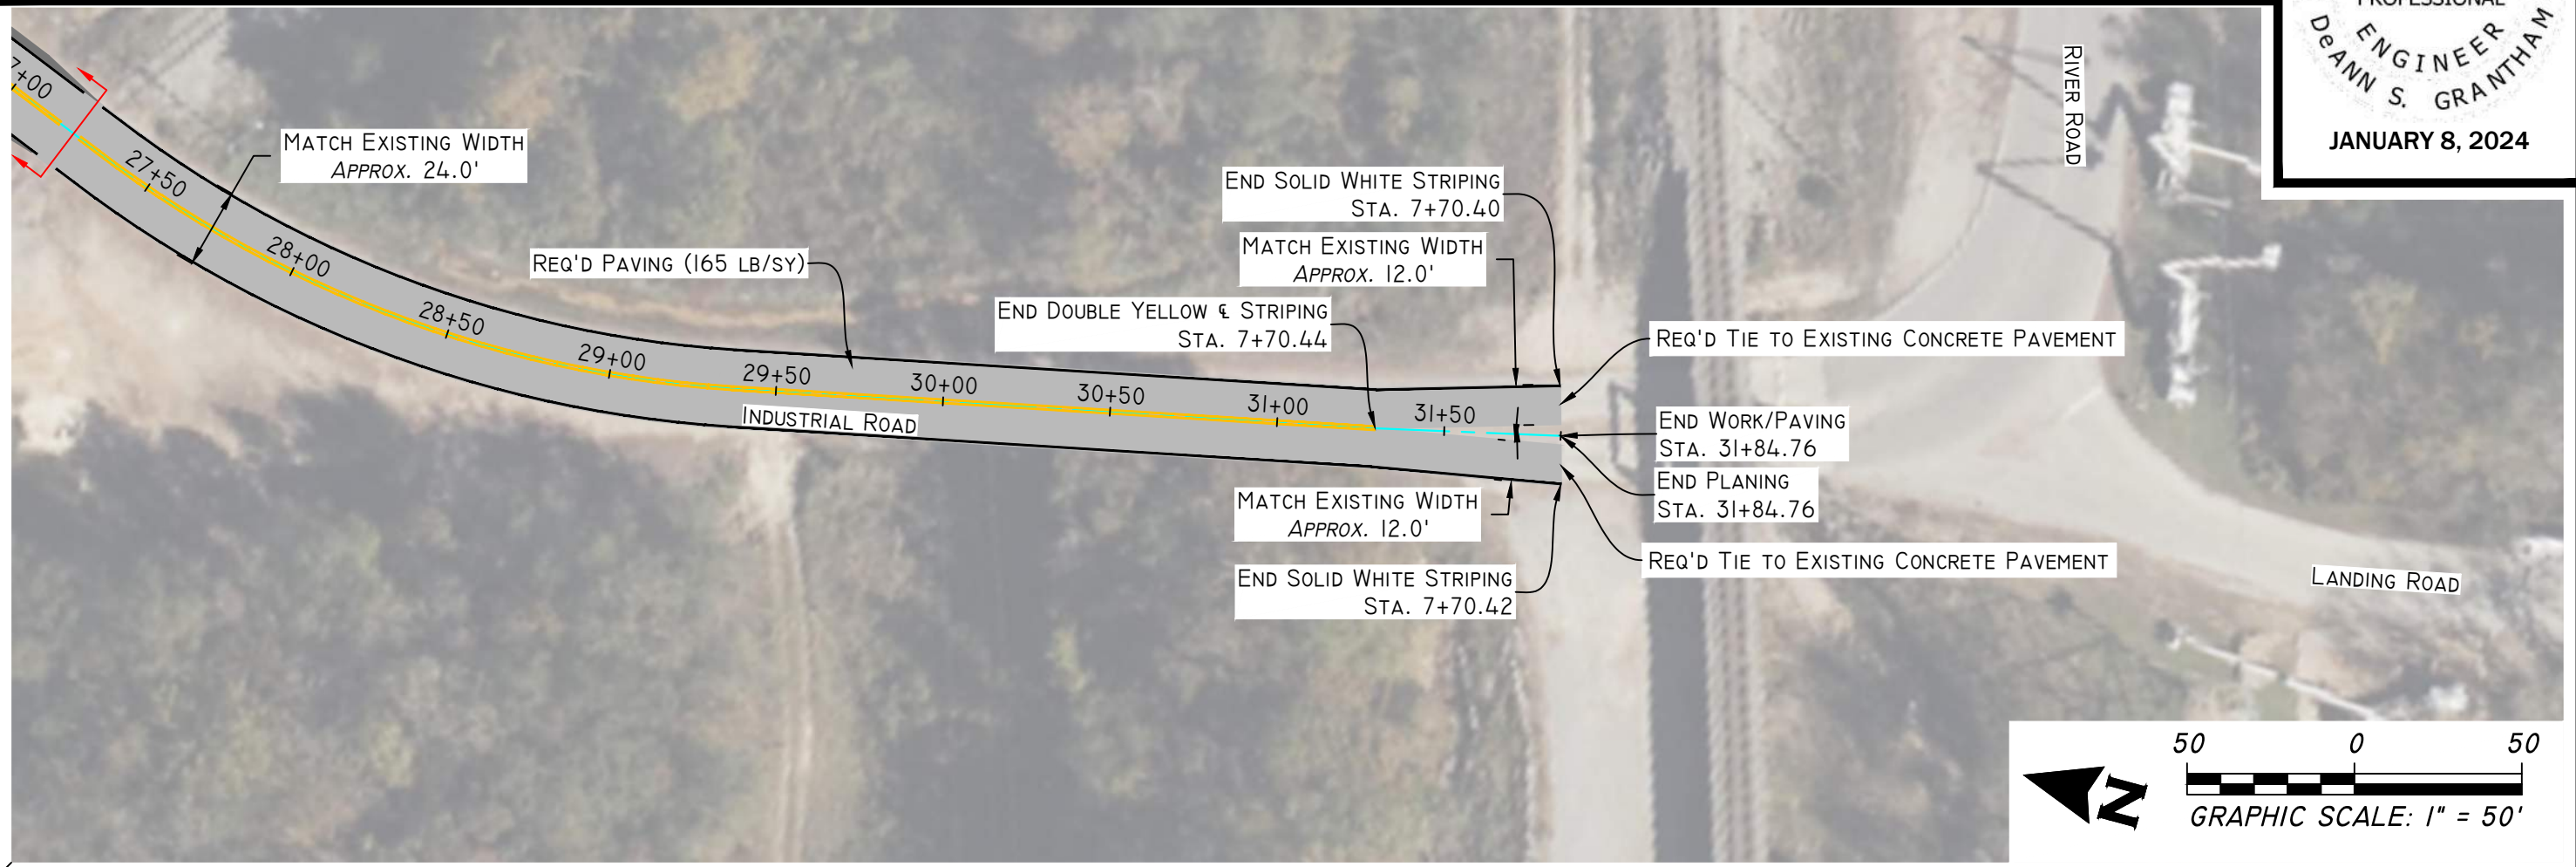 PROFESSIONAL
ENGINEER
DeANN S. GRANTHAM
JANUARY 8, 2024
7+00
27+50
28+00
28+50
29+00
29+50
30+00
30+50
31+00
31+50
MATCH EXISTING WIDTH
APPROX. 24.0'
REQ'D PAVING (165 LB/SY)
INDUSTRIAL ROAD
END SOLID WHITE STRIPING
STA. 7+70.40
MATCH EXISTING WIDTH
APPROX. 12.0'
END DOUBLE YELLOW ℄ STRIPING
STA. 7+70.44
REQ'D TIE TO EXISTING CONCRETE PAVEMENT
END WORK/PAVING
STA. 31+84.76
END PLANING
STA. 31+84.76
MATCH EXISTING WIDTH
APPROX. 12.0'
REQ'D TIE TO EXISTING CONCRETE PAVEMENT
END SOLID WHITE STRIPING
STA. 7+70.42
RIVER ROAD
LANDING ROAD
N
50 0 50
GRAPHIC SCALE: 1" = 50'